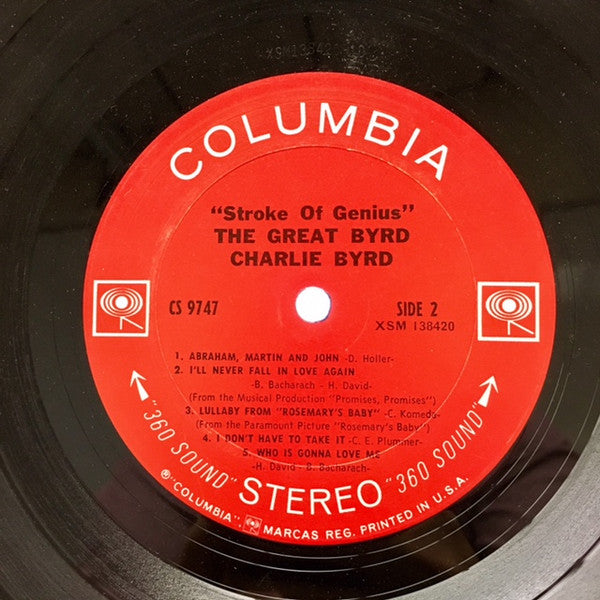 COLUMBIA
"Stroke Of Genius"
THE GREAT BYRD
CHARLIE BYRD
CS 9747
SIDE 2
XSM 138420
1. ABRAHAM, MARTIN AND JOHN -D. Holler-
2. I'LL NEVER FALL IN LOVE AGAIN
-B. Bacharach - H. David-
(From the Musical Production "Promises, Promises")
3. LULLABY FROM "ROSEMARY'S BABY" -C. Komeda-
(From the Paramount Picture "Rosemary's Baby")
4. I DON'T HAVE TO TAKE IT -C. E. Plummer-
5. WHO IS GONNA LOVE ME
-H. David - B. Bacharach-
"360 SOUND" STEREO "360 SOUND"
® "COLUMBIA", MARCAS REG. PRINTED IN U.S.A.